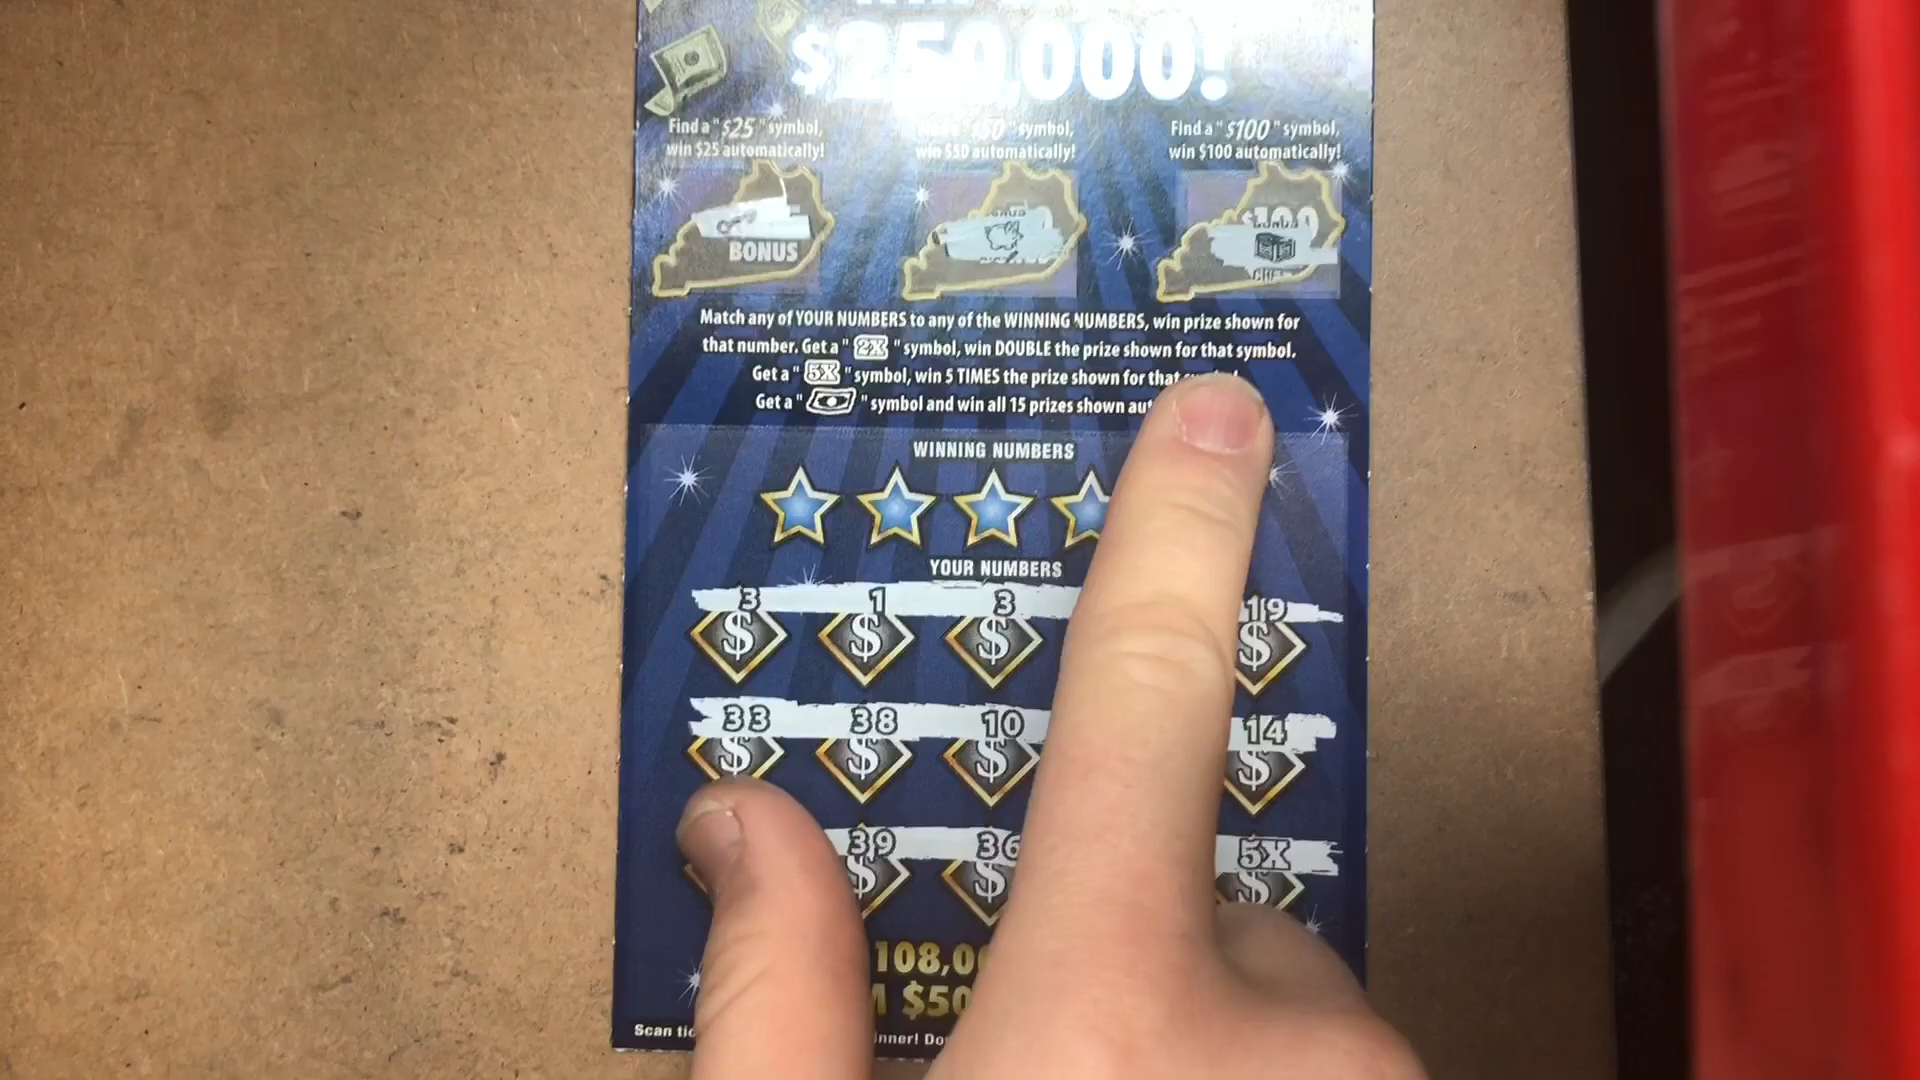 $250,000!
Find a "$25" symbol,
win $25 automatically!
"$50" symbol,
win $50 automatically!
Find a "$100" symbol,
win $100 automatically!
BONUS
BONUS
$100
BONUS
Match any of YOUR NUMBERS to any of the WINNING NUMBERS, win prize shown for
that number. Get a "2X" symbol, win DOUBLE the prize shown for that symbol.
Get a "5X" symbol, win 5 TIMES the prize shown for that
Get a " " symbol and win all 15 prizes shown
WINNING NUMBERS
YOUR NUMBERS
3 1 3 19
$ $ $ $
33 38 10 14
$ $ $ $
39 36 5X
$ $ $
108,0
$50
Scan